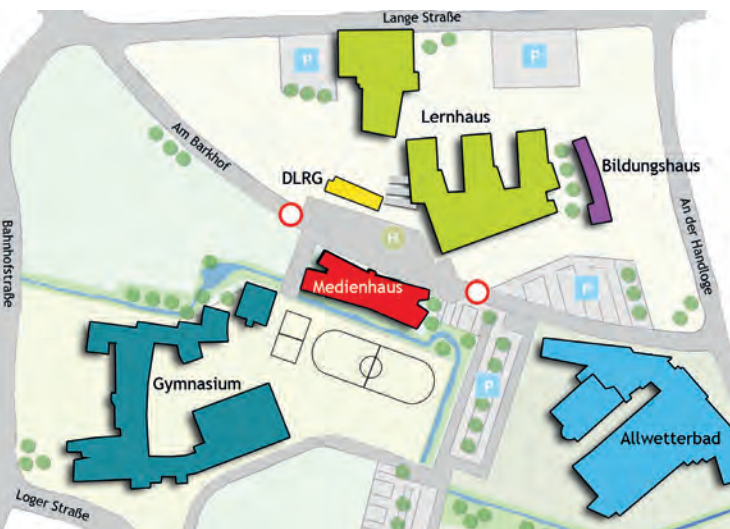 Lange Straße
P
P
Lernhaus
Am Barkhof
Bildungshaus
DLRG
An der Handloge
H
Bahnhofstraße
Medienhaus
P
Gymnasium
P
Allwetterbad
Loger Straße